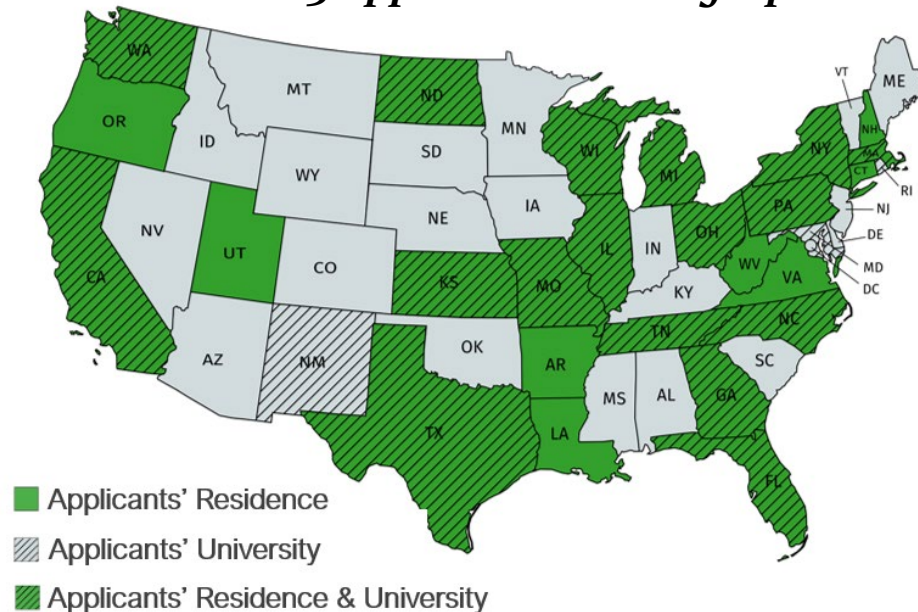 WA
MT
ND
MN
VT
ME
OR
ID
SD
WI
NY
NH
MA
WY
MI
CT
RI
IA
PA
NV
NE
NJ
OH
UT
IL
IN
DE
CA
CO
WV
VA
MD
KS
MO
DC
KY
NC
TN
OK
AZ
NM
AR
SC
MS
AL
GA
TX
LA
FL
Applicants' Residence
Applicants' University
Applicants' Residence & University